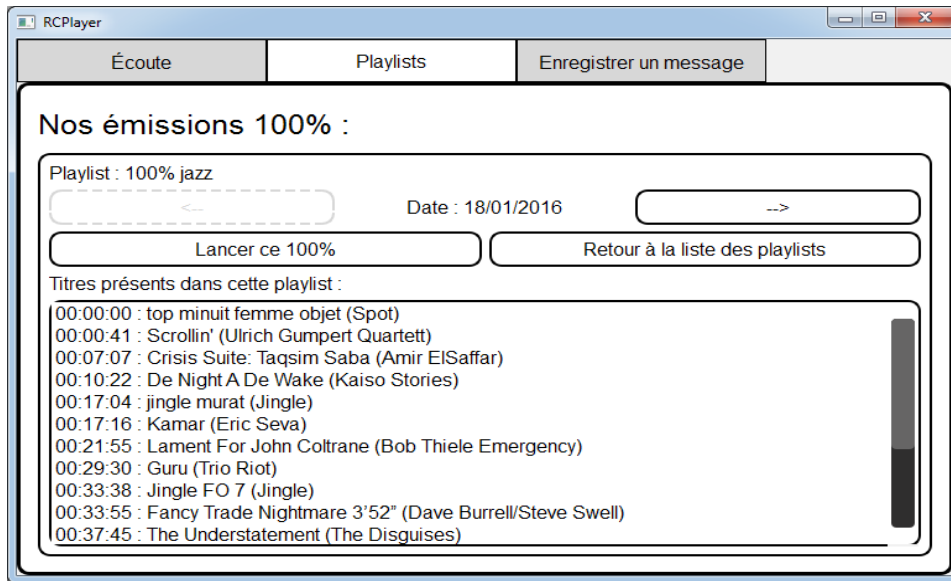 RCPlayer
Écoute Playlists Enregistrer un message
Nos émissions 100% :
Playlist : 100% jazz
<-- Date : 18/01/2016 -->
Lancer ce 100% Retour à la liste des playlists
Titres présents dans cette playlist :
00:00:00 : top minuit femme objet (Spot)
00:00:41 : Scrollin' (Ulrich Gumpert Quartett)
00:07:07 : Crisis Suite: Taqsim Saba (Amir ElSaffar)
00:10:22 : De Night A De Wake (Kaiso Stories)
00:17:04 : jingle murat (Jingle)
00:17:16 : Kamar (Eric Seva)
00:21:55 : Lament For John Coltrane (Bob Thiele Emergency)
00:29:30 : Guru (Trio Riot)
00:33:38 : Jingle FO 7 (Jingle)
00:33:55 : Fancy Trade Nightmare 3’52” (Dave Burrell/Steve Swell)
00:37:45 : The Understatement (The Disguises)